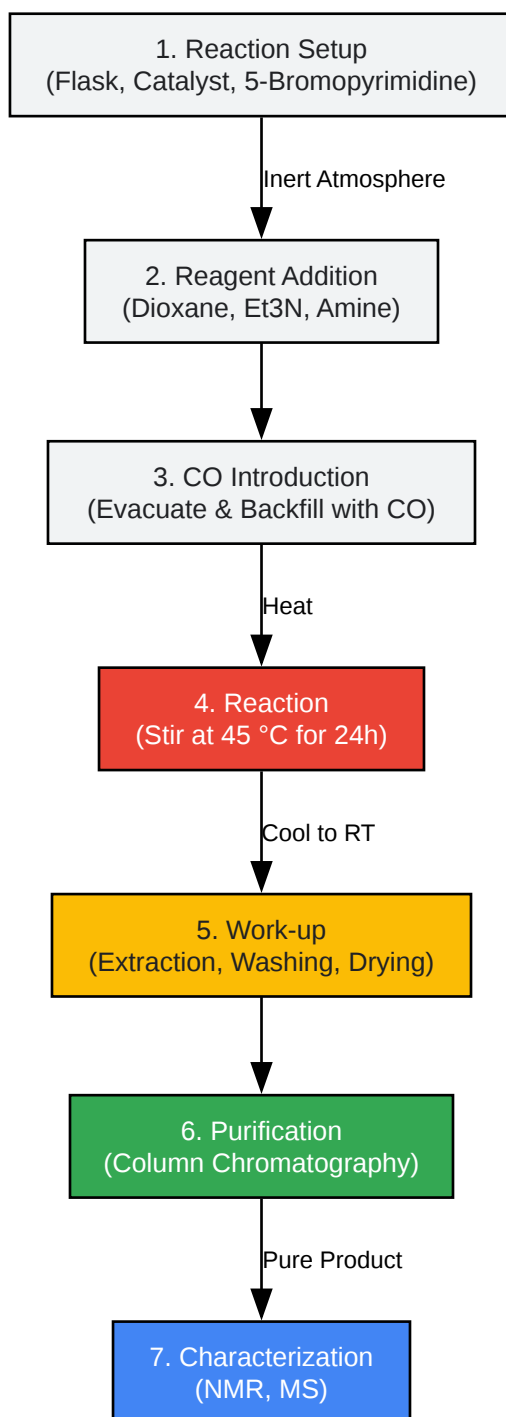 1. Reaction Setup
(Flask, Catalyst, 5-Bromopyrimidine)
Inert Atmosphere
2. Reagent Addition
(Dioxane, Et3N, Amine)
3. CO Introduction
(Evacuate & Backfill with CO)
Heat
4. Reaction
(Stir at 45 °C for 24h)
Cool to RT
5. Work-up
(Extraction, Washing, Drying)
6. Purification
(Column Chromatography)
Pure Product
7. Characterization
(NMR, MS)